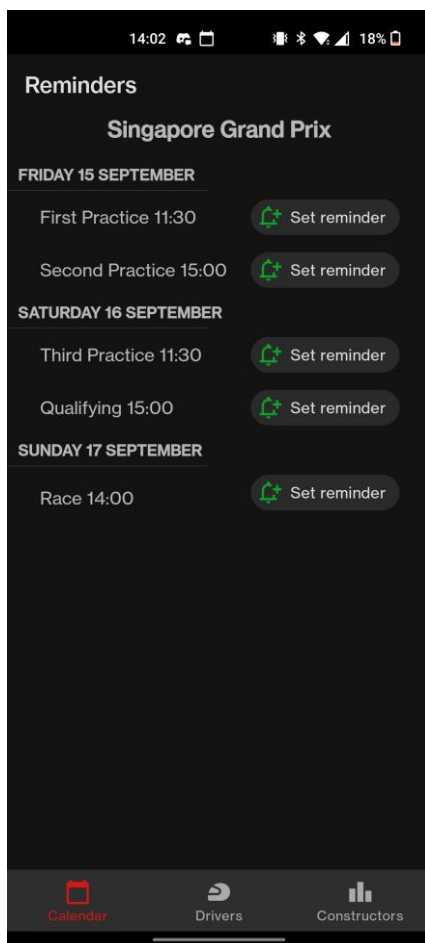 14:02 18%
Reminders
Singapore Grand Prix
FRIDAY 15 SEPTEMBER
First Practice 11:30 Set reminder
Second Practice 15:00 Set reminder
SATURDAY 16 SEPTEMBER
Third Practice 11:30 Set reminder
Qualifying 15:00 Set reminder
SUNDAY 17 SEPTEMBER
Race 14:00 Set reminder
Calendar Drivers Constructors